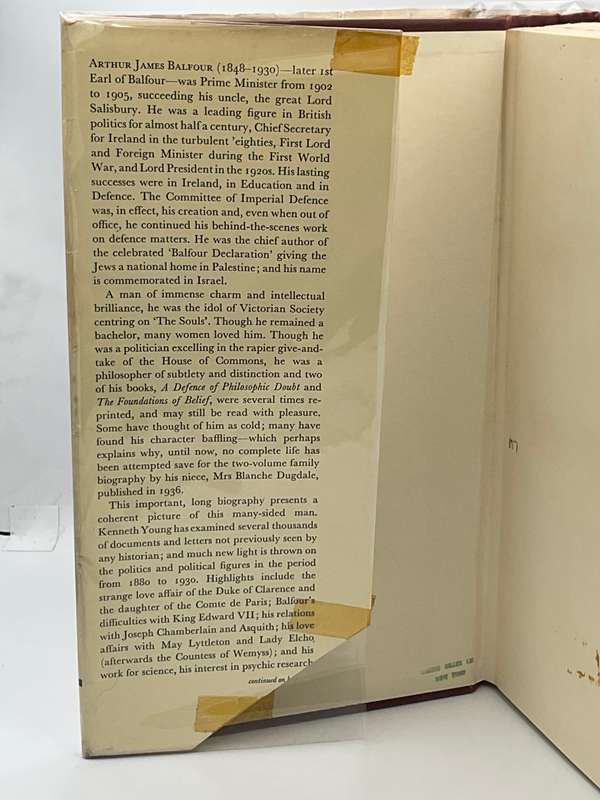 ARTHUR JAMES BALFOUR (1848–1930)—later 1st
Earl of Balfour—was Prime Minister from 1902
to 1905, succeeding his uncle, the great Lord
Salisbury. He was a leading figure in British
politics for almost half a century, Chief Secretary
for Ireland in the turbulent 'eighties, First Lord
and Foreign Minister during the First World
War, and Lord President in the 1920s. His lasting
successes were in Ireland, in Education and in
Defence. The Committee of Imperial Defence
was, in effect, his creation and, even when out of
office, he continued his behind-the-scenes work
on defence matters. He was the chief author of
the celebrated 'Balfour Declaration' giving the
Jews a national home in Palestine; and his name
is commemorated in Israel.
A man of immense charm and intellectual
brilliance, he was the idol of Victorian Society
centring on 'The Souls'. Though he remained a
bachelor, many women loved him. Though he
was a politician excelling in the rapier give-and-
take of the House of Commons, he was a
philosopher of subtlety and distinction and two
of his books, A Defence of Philosophic Doubt and
The Foundations of Belief, were several times re-
printed, and may still be read with pleasure.
Some have thought of him as cold; many have
found his character baffling—which perhaps
explains why, until now, no complete life has
been attempted save for the two-volume family
biography by his niece, Mrs Blanche Dugdale,
published in 1936.
This important, long biography presents a
coherent picture of this many-sided man.
Kenneth Young has examined several thousands
of documents and letters not previously seen by
any historian; and much new light is thrown on
the politics and political figures in the period
from 1880 to 1930. Highlights include the
strange love affair of the Duke of Clarence and
the daughter of the Comte de Paris; Balfour's
difficulties with King Edward VII; his relations
with Joseph Chamberlain and Asquith; his love
affairs with May Lyttleton and Lady Elcho
(afterwards the Countess of Wemyss); and his
work for science, his interest in psychic research
continued on
NEW YORK